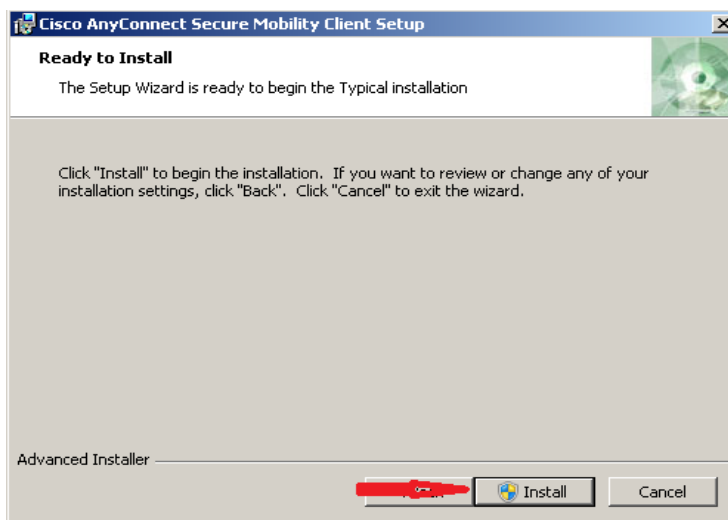 Cisco AnyConnect Secure Mobility Client Setup
Ready to Install
The Setup Wizard is ready to begin the Typical installation
Click "Install" to begin the installation. If you want to review or change any of your
installation settings, click "Back". Click "Cancel" to exit the wizard.
Advanced Installer
Install
Cancel